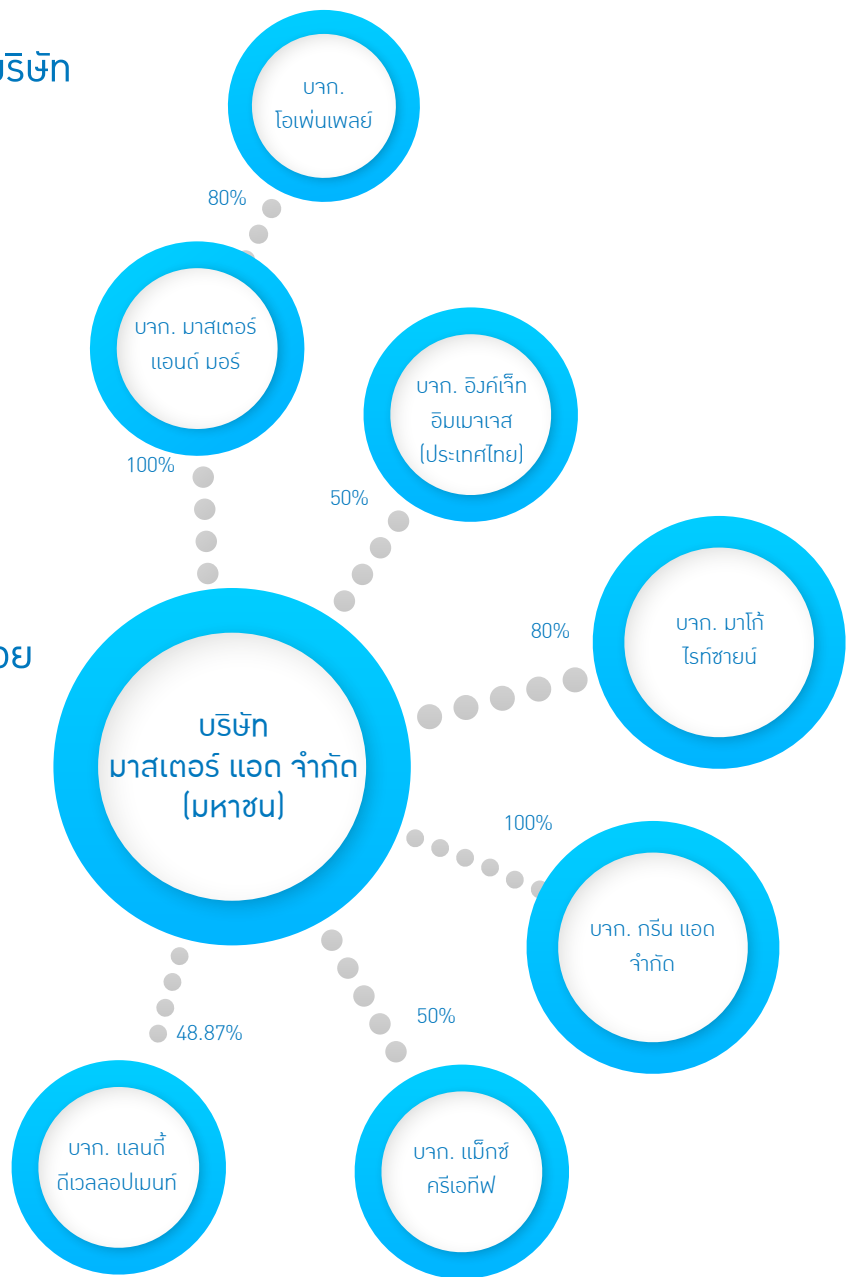 บจก.
โอเพ่นเพลย์
80%
บจก. มาสเตอร์
แอนด์ มอร์
บจก. อิงค์เจ็ท
อิมเมจเจส
(ประเทศไทย)
100%
50%
บจก. มาโก้
ไรท์ซายน์
80%
บริษัท
มาสเตอร์ แอด จำกัด
(มหาชน)
100%
บจก. กรีน แอด
จำกัด
50%
48.87%
บจก. แลนดี้
ดีเวลลอปเมนท์
บจก. แม็กซ์
ครีเอทีฟ